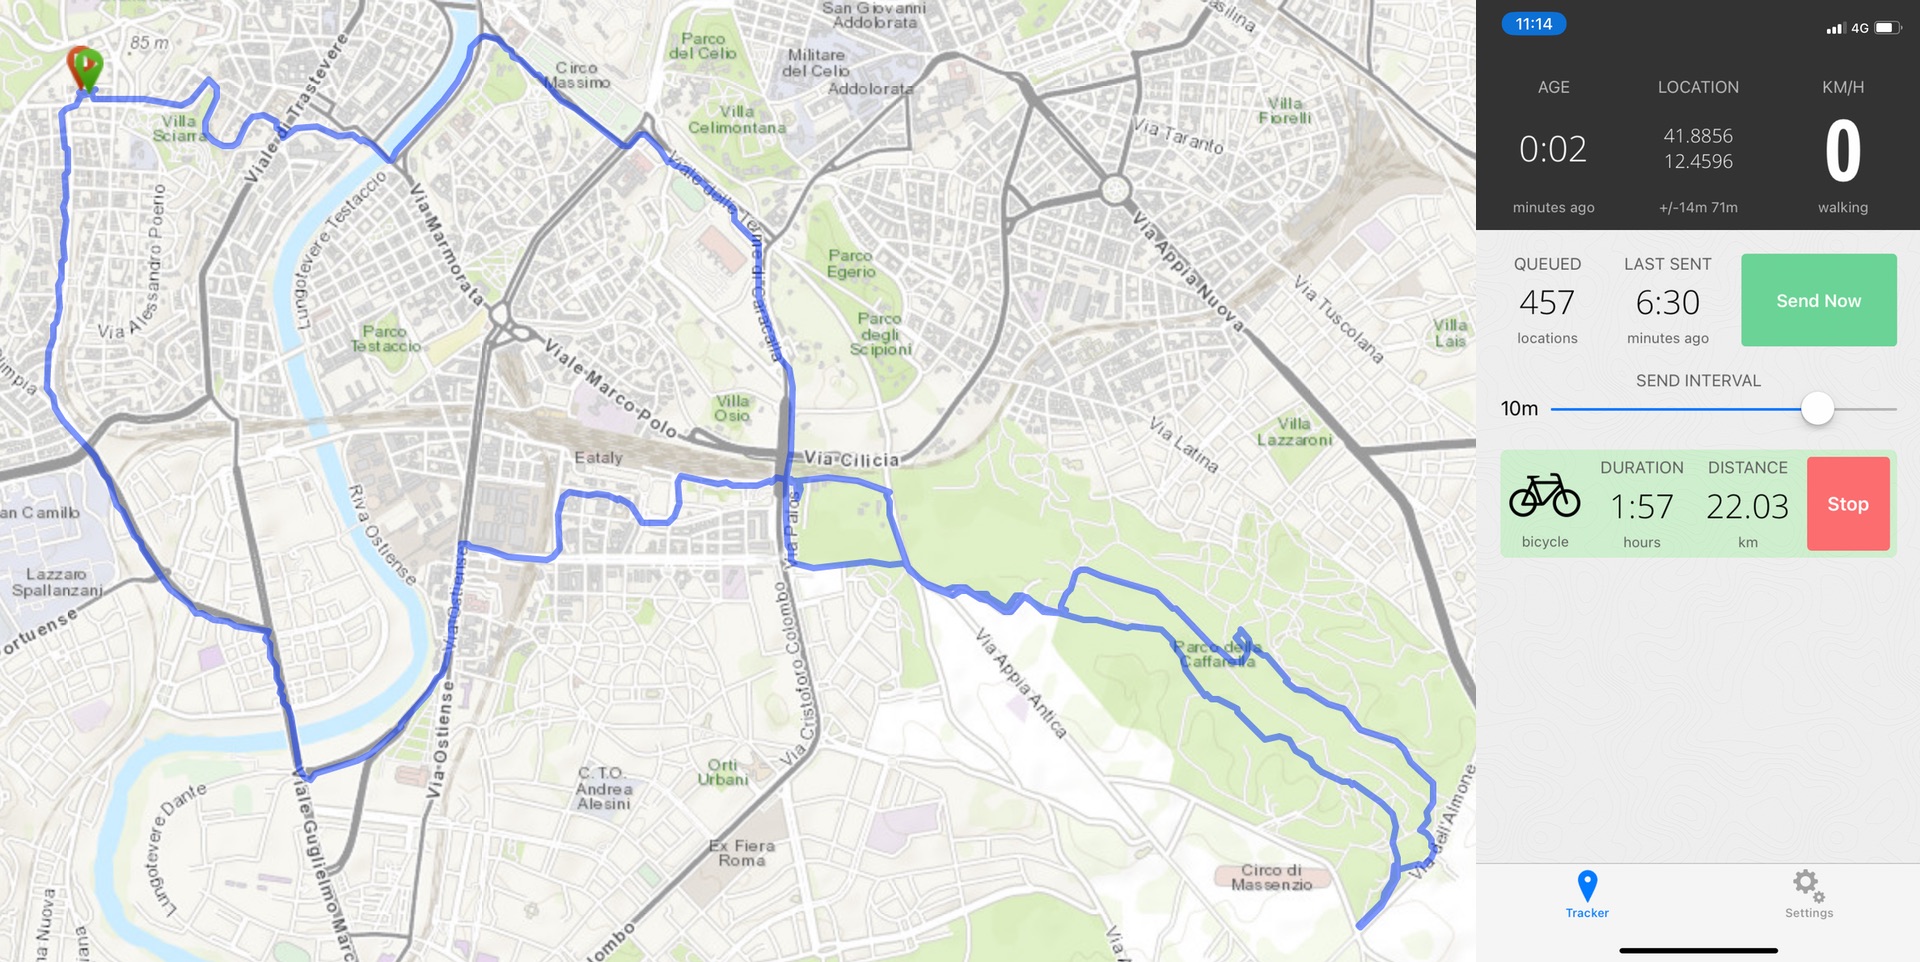 85 m
San Giovanni
Addolorata
Parco
del Celio
Militare
del Celio
Circo
Massimo
Addolorata
Villa
Celimontana
Villa
Fiorelli
Via Taranto
Villa
Sciarra
Viale di Trastevere
Via Alessandro Poerio
Lungotevere Testaccio
Via Marmorata
Viale delle Terme di Caracalla
Parco
Egerio
Via Appia Nuova
Via Tuscolana
Parco
Testaccio
Parco
degli
Scipioni
Villa
Lais
Viale Marco Polo
Villa
Osio
Eataly
Via Cilicia
Via Latina
Villa
Lazzaroni
an Camillo
Riva Ostiense
Lazzaro
Spallanzani
Via Ostiense
Via Cristoforo Colombo
Via Appia Antica
Parco della
Caffarella
Via Ostiense
Orti
Urbani
C.T.O.
Andrea
Alesini
Lungotevere Dante
Viale Guglielmo Marc
Ex Fiera
Roma
Circo di
Massenzio
Via dell'Almone
ma Nuova
lombo
11:14
4G
AGE
LOCATION
KM/H
0:02
41.8856
12.4596
0
minutes ago
+/-14m 71m
walking
QUEUED
LAST SENT
457
6:30
Send Now
locations
minutes ago
SEND INTERVAL
10m
DURATION
DISTANCE
1:57
22.03
Stop
bicycle
hours
km
Tracker
Settings